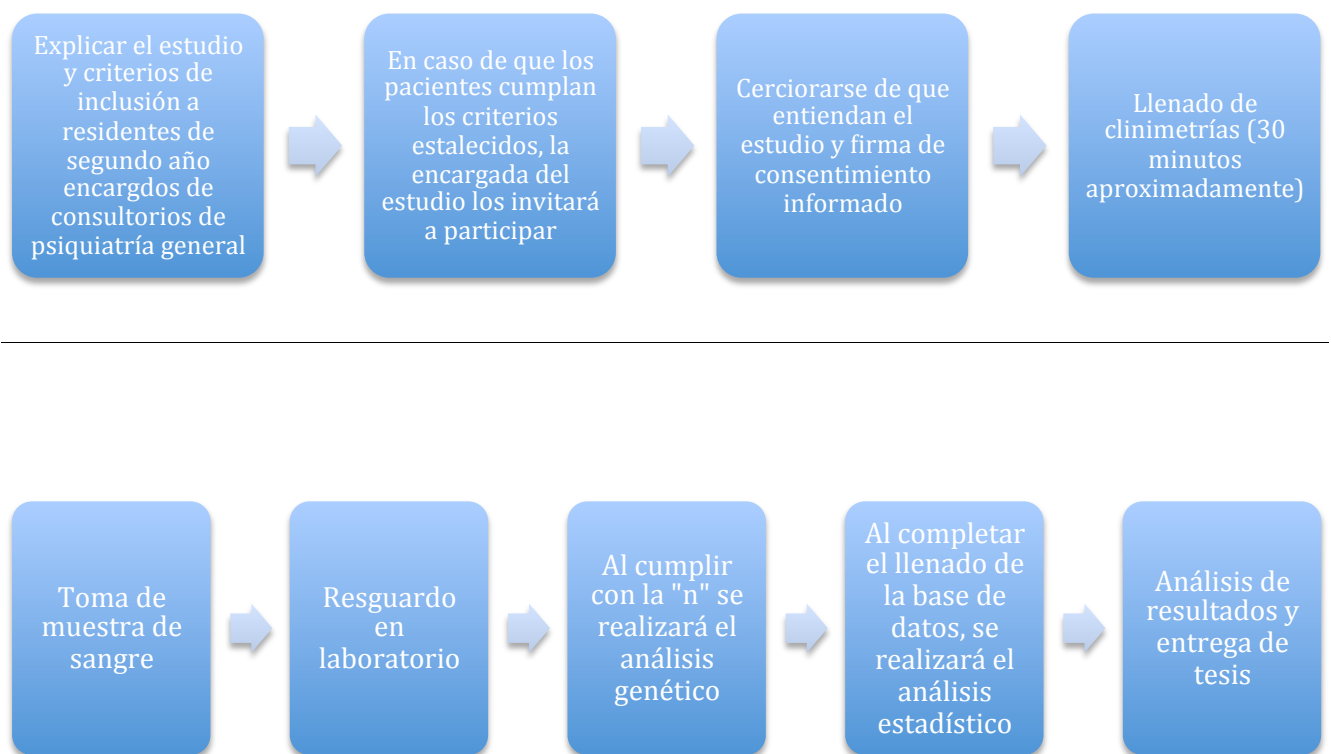 Explicar el estudio
y criterios de
inclusión a
residentes de
segundo año
encargdos de
consultorios de
psiquiatría general
En caso de que los
pacientes cumplan
los criterios
estalecidos, la
encargada del
estudio los invitará
a participar
Cerciorarse de que
entiendan el
estudio y firma de
consentimiento
informado
Llenado de
clinimetrías (30
minutos
aproximadamente)
Toma de
muestra de
sangre
Resguardo
en
laboratorio
Al cumplir
con la "n" se
realizará el
análisis
genético
Al completar
el llenado de
la base de
datos, se
realizará el
análisis
estadístico
Análisis de
resultados y
entrega de
tesis